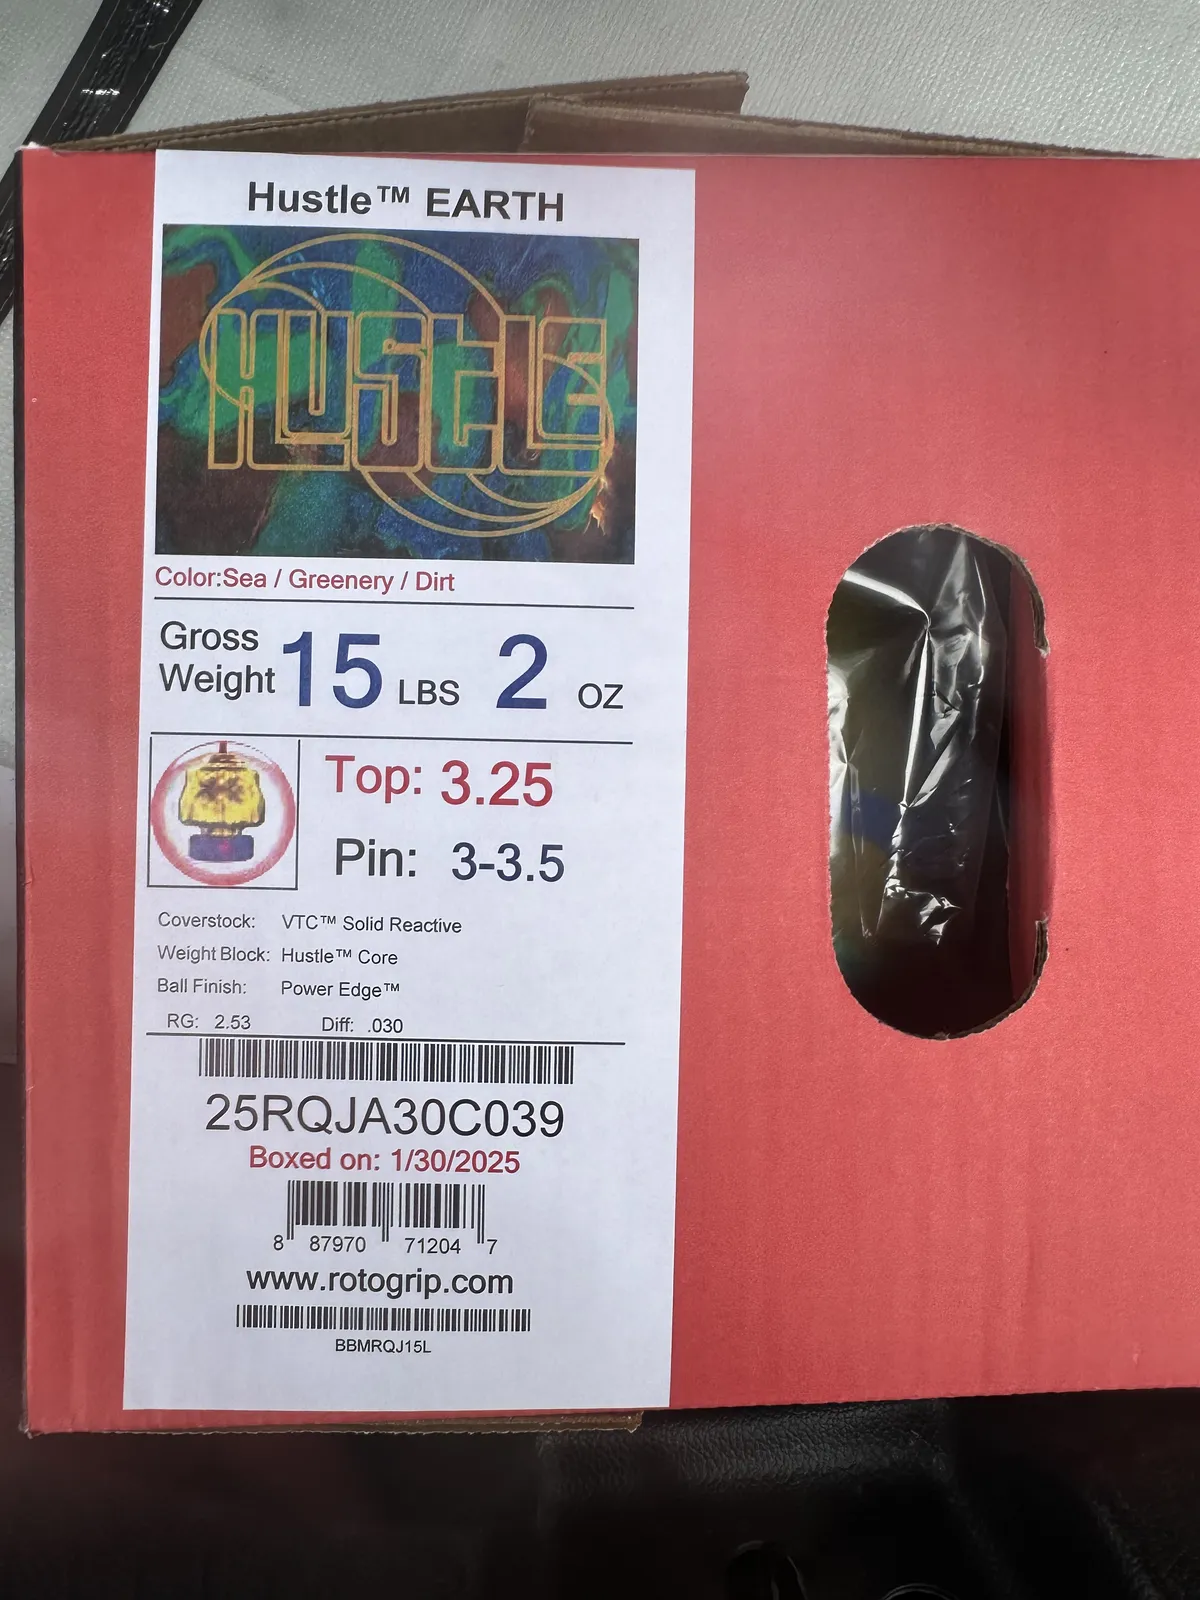 Hustle™ EARTH
HUSTLE
Color:Sea / Greenery / Dirt
Gross Weight 15 LBS 2 OZ
Top: 3.25
Pin: 3-3.5
Coverstock: VTC™ Solid Reactive
Weight Block: Hustle™ Core
Ball Finish: Power Edge™
RG: 2.53 Diff: .030
25RQJA30C039
Boxed on: 1/30/2025
8 87970 71204 7
www.rotogrip.com
BBMRQJ15L